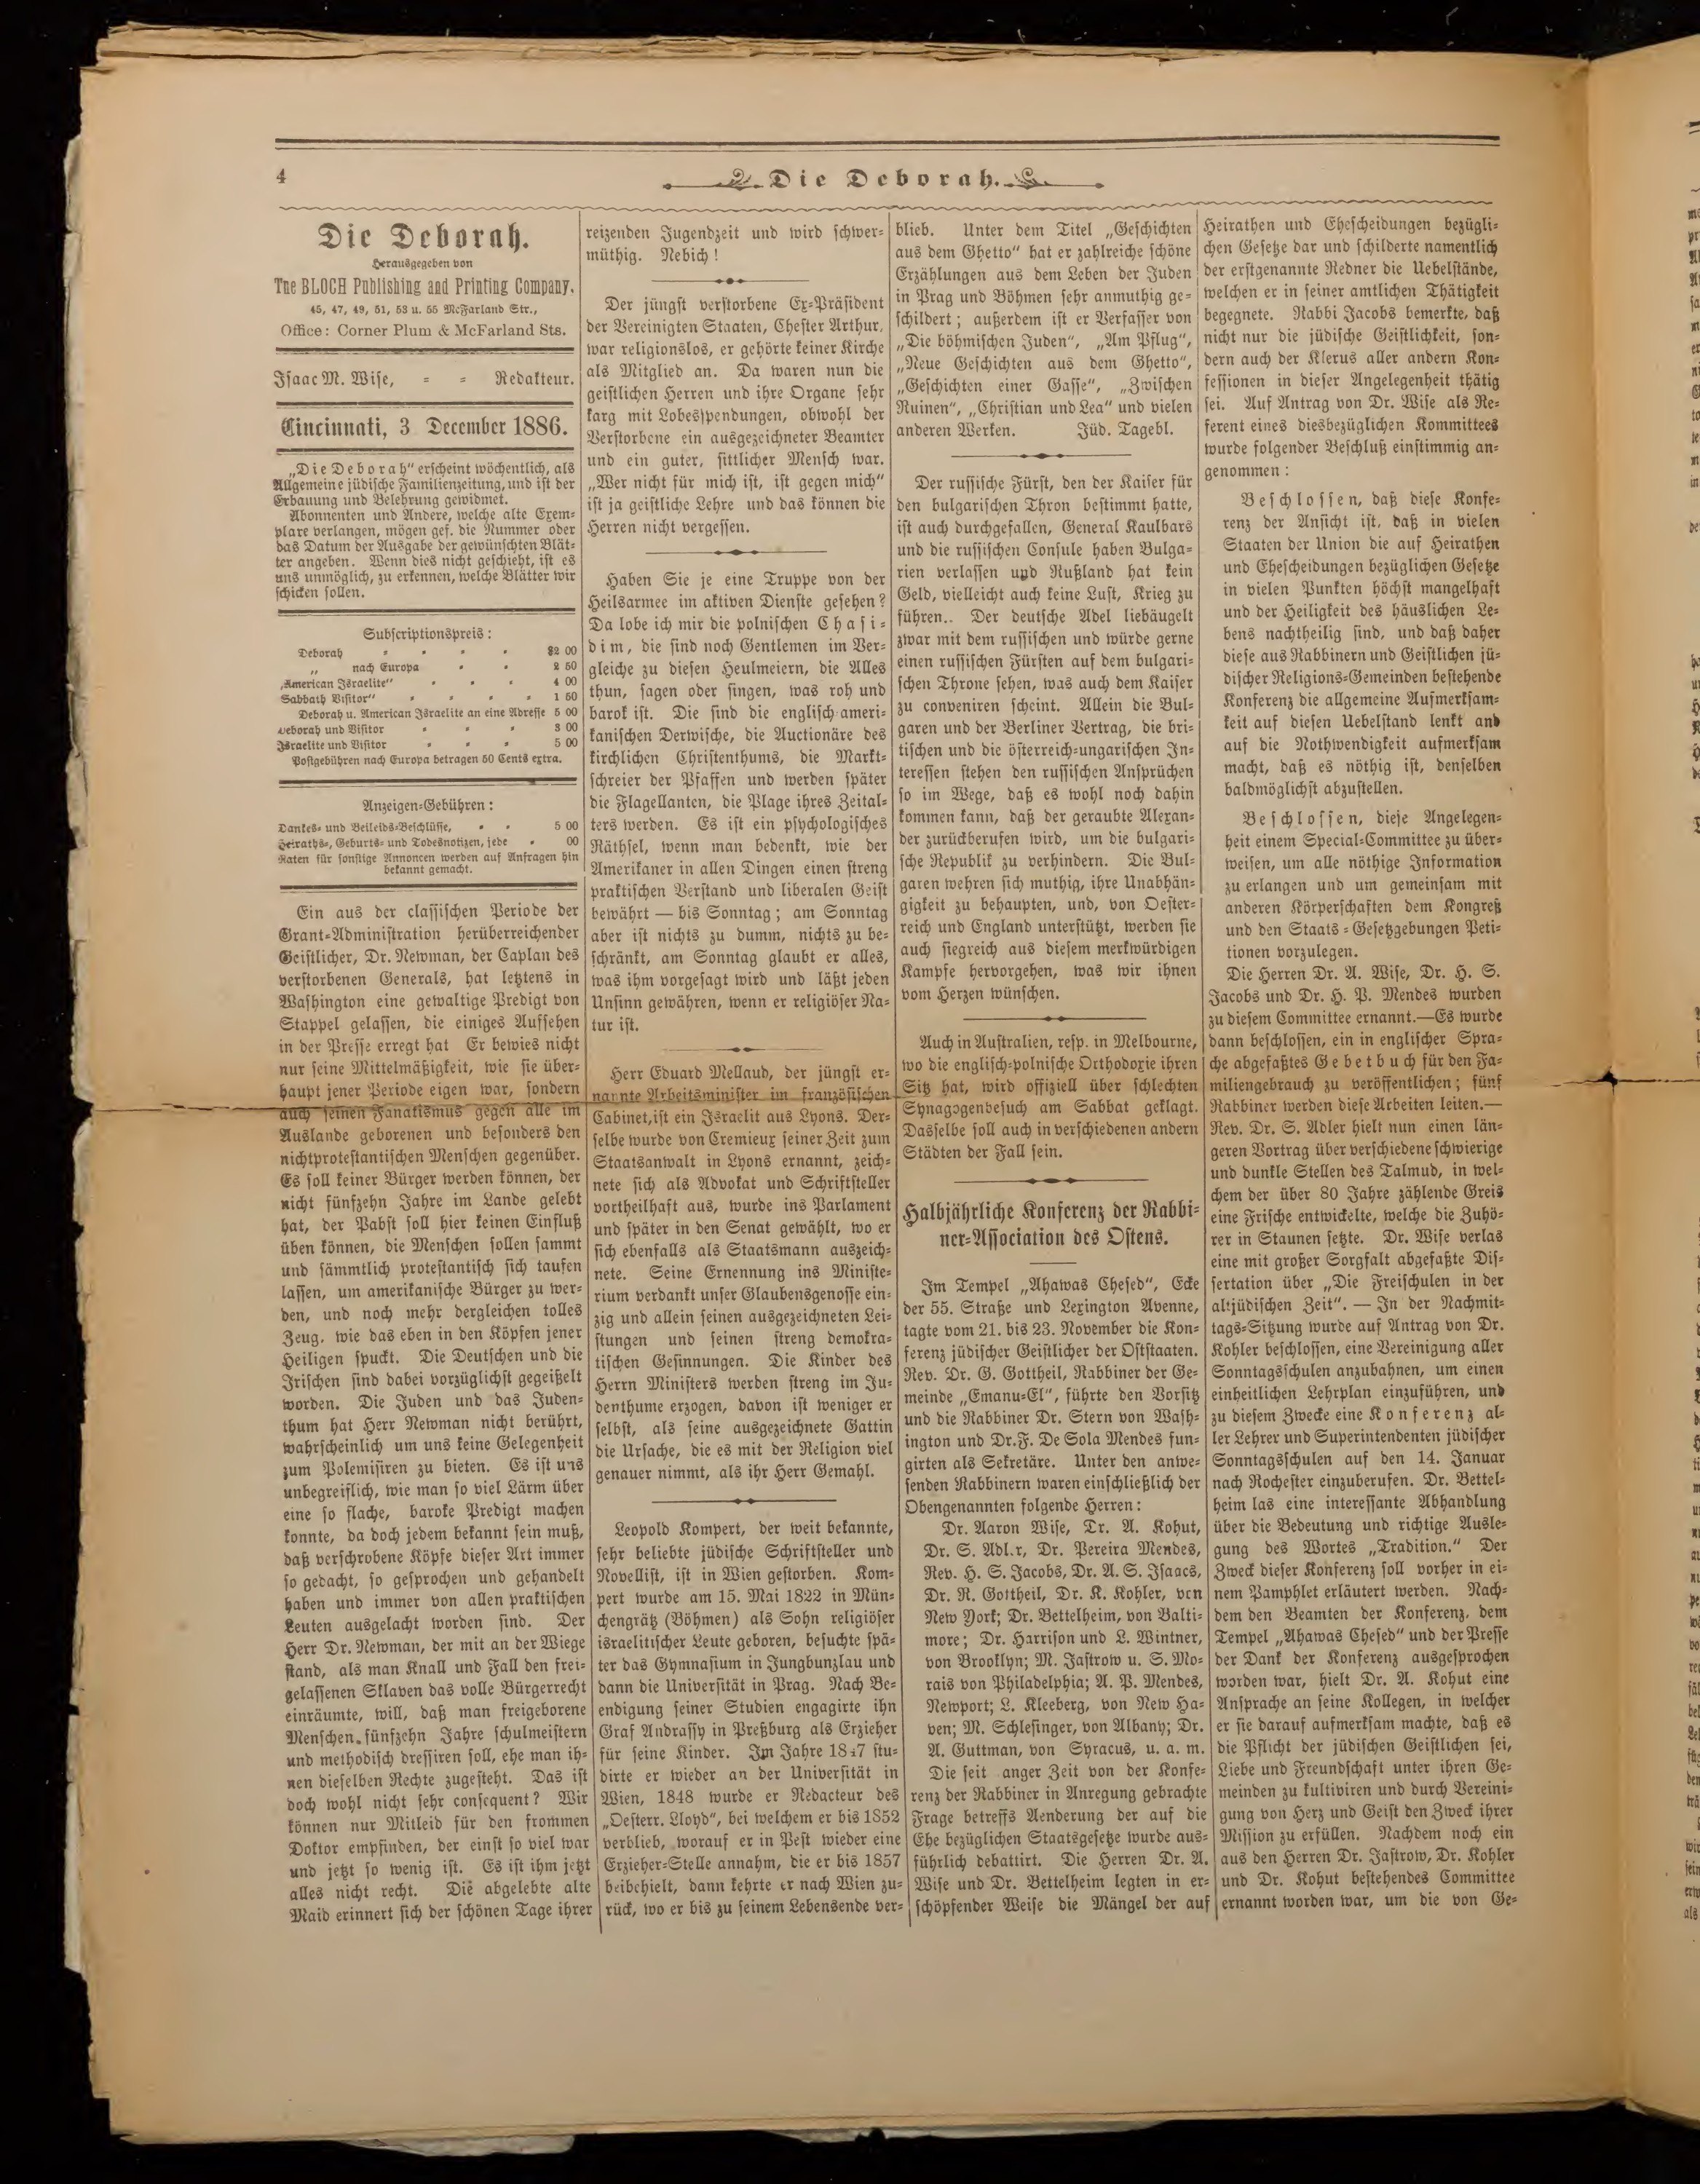 4
Die Deborah.
Die Deborah.
Herausgegeben von
The BLOCH Publishing and Printing Company.
45, 47, 49, 51, 53 u. 55 McFarland Str.,
Office: Corner Plum & McFarland Sts.
Isaac M. Wise, = = Redakteur.
Cincinnati, 3 December 1886.
„Die Deborah“ erscheint wöchentlich, als
Allgemeine jüdische Familienzeitung, und ist der
Erbauung und Belehrung gewidmet.
Abonnenten und Andere, welche alte Exem=
plare verlangen, mögen gef. die Nummer oder
das Datum der Ausgabe der gewünschten Blät=
ter angeben. Wenn dies nicht geschieht, ist es
uns unmöglich, zu erkennen, welche Blätter wir
schicken sollen.
Subscriptionspreis:
Deborah = = = = $2 00
„ nach Europa = = 2 50
„American Israelite“ = = = 4 00
Sabbath Visitor“ = = = = 1 50
Deborah u. American Israelite an eine Adresse 5 00
Deborah und Visitor = = = 3 00
Israelite und Visitor = = = 5 00
Postgebühren nach Europa betragen 50 Cents extra.
Anzeigen=Gebühren:
Dankes= und Beileids=Beschlüsse, = = 5 00
Heiraths=, Geburts= und Todesnotizen, jede = 00
Raten für sonstige Annoncen werden auf Anfragen hin
bekannt gemacht.
Ein aus der classischen Periode der
Grant=Administration herüberreichender
Geistlicher, Dr. Newman, der Caplan des
verstorbenen Generals, hat letztens in
Washington eine gewaltige Predigt von
Stappel gelassen, die einiges Aufsehen
in der Presse erregt hat Er bewies nicht
nur seine Mittelmäßigkeit, wie sie über=
haupt jener Periode eigen war, sondern
auch seinen Fanatismus gegen alle im
Auslande geborenen und besonders den
nichtprotestantischen Menschen gegenüber.
Es soll keiner Bürger werden können, der
nicht fünfzehn Jahre im Lande gelebt
hat, der Pabst soll hier keinen Einfluß
üben können, die Menschen sollen sammt
und sämmtlich protestantisch sich taufen
lassen, um amerikanische Bürger zu wer=
den, und noch mehr dergleichen tolles
Zeug, wie das eben in den Köpfen jener
Heiligen spuckt. Die Deutschen und die
Irischen sind dabei vorzüglichst gegeißelt
worden. Die Juden und das Juden=
thum hat Herr Newman nicht berührt,
wahrscheinlich um uns keine Gelegenheit
zum Polemisiren zu bieten. Es ist uns
unbegreiflich, wie man so viel Lärm über
eine so flache, baroke Predigt machen
konnte, da doch jedem bekannt sein muß,
daß verschrobene Köpfe dieser Art immer
so gedacht, so gesprochen und gehandelt
haben und immer von allen praktischen
Leuten ausgelacht worden sind. Der
Herr Dr. Newman, der mit an der Wiege
stand, als man Knall und Fall den frei=
gelassenen Sklaven das volle Bürgerrecht
einräumte, will, daß man freigeborene
Menschen fünfzehn Jahre schulmeistern
und methodisch dressiren soll, ehe man ih=
nen dieselben Rechte zugesteht. Das ist
doch wohl nicht sehr consequent? Wir
können nur Mitleid für den frommen
Doktor empfinden, der einst so viel war
und jetzt so wenig ist. Es ist ihm jetzt
alles nicht recht. Die abgelebte alte
Maid erinnert sich der schönen Tage ihrer
reizenden Jugendzeit und wird schwer=
müthig. Nebich!
Der jüngst verstorbene Ex=Präsident
der Vereinigten Staaten, Chester Arthur,
war religionslos, er gehörte keiner Kirche
als Mitglied an. Da waren nun die
geistlichen Herren und ihre Organe sehr
karg mit Lobesspendungen, obwohl der
Verstorbene ein ausgezeichneter Beamter
und ein guter, sittlicher Mensch war.
„Wer nicht für mich ist, ist gegen mich“
ist ja geistliche Lehre und das können die
Herren nicht vergessen.
Haben Sie je eine Truppe von der
Heilsarmee im aktiven Dienste gesehen?
Da lobe ich mir die polnischen Chasi=
dim, die sind noch Gentlemen im Ver=
gleiche zu diesen Heulmeiern, die Alles
thun, sagen oder singen, was roh und
barok ist. Die sind die englisch ameri=
kanischen Derwische, die Auctionäre des
kirchlichen Christenthums, die Markt=
schreier der Pfaffen und werden später
die Flagellanten, die Plage ihres Zeital=
ters werden. Es ist ein psychologisches
Räthsel, wenn man bedenkt, wie der
Amerikaner in allen Dingen einen streng
praktischen Verstand und liberalen Geist
bewährt — bis Sonntag; am Sonntag
aber ist nichts zu dumm, nichts zu be=
schränkt, am Sonntag glaubt er alles,
was ihm vorgesagt wird und läßt jeden
Unsinn gewähren, wenn er religiöser Na=
tur ist.
Herr Eduard Mellaub, der jüngst er=
nannte Arbeitsminister im französischen
Cabinet, ist ein Israelit aus Lyons. Der=
selbe wurde von Cremieux seiner Zeit zum
Staatsanwalt in Lyons ernannt, zeich=
nete sich als Advokat und Schriftsteller
vortheilhaft aus, wurde ins Parlament
und später in den Senat gewählt, wo er
sich ebenfalls als Staatsmann auszeich=
nete. Seine Ernennung ins Ministe=
rium verdankt unser Glaubensgenosse ein=
zig und allein seinen ausgezeichneten Lei=
stungen und seinen streng demokra=
tischen Gesinnungen. Die Kinder des
Herrn Ministers werden streng im Ju=
denthume erzogen, davon ist weniger er
selbst, als seine ausgezeichnete Gattin
die Ursache, die es mit der Religion viel
genauer nimmt, als ihr Herr Gemahl.
Leopold Kompert, der weit bekannte,
sehr beliebte jüdische Schriftsteller und
Novellist, ist in Wien gestorben. Kom=
pert wurde am 15. Mai 1822 in Mün=
chengrätz (Böhmen) als Sohn religiöser
israelitischer Leute geboren, besuchte spä=
ter das Gymnasium in Jungbunzlau und
dann die Universität in Prag. Nach Be=
endigung seiner Studien engagirte ihn
Graf Andrassy in Preßburg als Erzieher
für seine Kinder. Im Jahre 1847 stu=
dirte er wieder an der Universität in
Wien, 1848 wurde er Redacteur des
„Oesterr. Lloyd“, bei welchem er bis 1852
verblieb, worauf er in Pest wieder eine
Erzieher=Stelle annahm, die er bis 1857
beibehielt, dann kehrte er nach Wien zu=
rück, wo er bis zu seinem Lebensende ver=
blieb. Unter dem Titel „Geschichten
aus dem Ghetto“ hat er zahlreiche schöne
Erzählungen aus dem Leben der Juden
in Prag und Böhmen sehr anmuthig ge=
schildert; außerdem ist er Verfasser von
„Die böhmischen Juden“, „Am Pflug“,
„Neue Geschichten aus dem Ghetto“,
„Geschichten einer Gasse“, „Zwischen
Ruinen“, „Christian und Lea“ und vielen
anderen Werken. Jüd. Tagebl.
Der russische Fürst, den der Kaiser für
den bulgarischen Thron bestimmt hatte,
ist auch durchgefallen, General Kaulbars
und die russischen Consule haben Bulga=
rien verlassen und Rußland hat kein
Geld, vielleicht auch keine Lust, Krieg zu
führen.. Der deutsche Adel liebäugelt
zwar mit dem russischen und würde gerne
einen russischen Fürsten auf dem bulgari=
schen Throne sehen, was auch dem Kaiser
zu conveniren scheint. Allein die Bul=
garen und der Berliner Vertrag, die bri=
tischen und die österreich=ungarischen In=
teressen stehen den russischen Ansprüchen
so im Wege, daß es wohl noch dahin
kommen kann, daß der geraubte Alexan=
der zurückberufen wird, um die bulgari=
sche Republik zu verhindern. Die Bul=
garen wehren sich muthig, ihre Unabhän=
gigkeit zu behaupten, und, von Oester=
reich und England unterstützt, werden sie
auch siegreich aus diesem merkwürdigen
Kampfe hervorgehen, was wir ihnen
vom Herzen wünschen.
Auch in Australien, resp. in Melbourne,
wo die englisch=polnische Orthodoxie ihren
Sitz hat, wird offiziell über schlechten
Synagogenbesuch am Sabbat geklagt.
Dasselbe soll auch in verschiedenen andern
Städten der Fall sein.
Halbjährliche Konferenz der Rabbi=
ner=Association des Ostens.
Im Tempel „Ahawas Chesed“, Ecke
der 55. Straße und Lexington Avenne,
tagte vom 21. bis 23. November die Kon=
ferenz jüdischer Geistlicher der Oststaaten.
Rev. Dr. G. Gottheil, Rabbiner der Ge=
meinde „Emanu=El“, führte den Vorsitz
und die Rabbiner Dr. Stern von Wash=
ington und Dr. F. De Sola Mendes fun=
girten als Sekretäre. Unter den anwe=
senden Rabbinern waren einschließlich der
Obengenannten folgende Herren:
Dr. Aaron Wise, Dr. A. Kohut,
Dr. S. Adl.r, Dr. Pereira Mendes,
Rev. H. S. Jacobs, Dr. A. S. Isaacs,
Dr. R. Gottheil, Dr. K. Kohler, von
New York; Dr. Bettelheim, von Balti=
more; Dr. Harrison und L. Wintner,
von Brooklyn; M. Jastrow u. S. Mo=
rais von Philadelphia; A. P. Mendes,
Newport; L. Kleeberg, von New Ha=
ven; M. Schlesinger, von Albany; Dr.
A. Guttman, von Syracus, u. a. m.
Die seit anger Zeit von der Konfe=
renz der Rabbiner in Anregung gebrachte
Frage betreffs Aenderung der auf die
Ehe bezüglichen Staatsgesetze wurde aus=
führlich debattirt. Die Herren Dr. A.
Wise und Dr. Bettelheim legten in er=
schöpfender Weise die Mängel der auf
Heirathen und Ehescheidungen bezügli=
chen Gesetze dar und schilderte namentlich
der erstgenannte Redner die Uebelstände,
welchen er in seiner amtlichen Thätigkeit
begegnete. Rabbi Jacobs bemerkte, daß
nicht nur die jüdische Geistlichkeit, son=
dern auch der Klerus aller andern Kon=
fessionen in dieser Angelegenheit thätig
sei. Auf Antrag von Dr. Wise als Re=
ferent eines diesbezüglichen Kommittees
wurde folgender Beschluß einstimmig an=
genommen:
Beschlossen, daß diese Konfe=
renz der Ansicht ist, daß in vielen
Staaten der Union die auf Heirathen
und Ehescheidungen bezüglichen Gesetze
in vielen Punkten höchst mangelhaft
und der Heiligkeit des häuslichen Le=
bens nachtheilig sind, und daß daher
diese aus Rabbinern und Geistlichen jü=
discher Religions=Gemeinden bestehende
Konferenz die allgemeine Aufmerksam=
keit auf diesen Uebelstand lenkt and
auf die Nothwendigkeit aufmerksam
macht, daß es nöthig ist, denselben
baldmöglichst abzustellen.
Beschlossen, diese Angelegen=
heit einem Special=Committee zu über=
weisen, um alle nöthige Information
zu erlangen und um gemeinsam mit
anderen Körperschaften dem Kongreß
und den Staats=Gesetzgebungen Peti=
tionen vorzulegen.
Die Herren Dr. A. Wise, Dr. H. S.
Jacobs und Dr. H. P. Mendes wurden
zu diesem Committee ernannt.—Es wurde
dann beschlossen, ein in englischer Spra=
che abgefaßtes Gebetbuch für den Fa=
miliengebrauch zu veröffentlichen; fünf
Rabbiner werden diese Arbeiten leiten.—
Rev. Dr. S. Adler hielt nun einen län=
geren Vortrag über verschiedene schwierige
und dunkle Stellen des Talmud, in wel=
chem der über 80 Jahre zählende Greis
eine Frische entwickelte, welche die Zuhö=
rer in Staunen setzte. Dr. Wise verlas
eine mit großer Sorgfalt abgefaßte Dis=
sertation über „Die Freischulen in der
altjüdischen Zeit“. — In der Nachmit=
tags=Sitzung wurde auf Antrag von Dr.
Kohler beschlossen, eine Vereinigung aller
Sonntagsschulen anzubahnen, um einen
einheitlichen Lehrplan einzuführen, und
zu diesem Zwecke eine Konferenz al=
ler Lehrer und Superintendenten jüdischer
Sonntagsschulen auf den 14. Januar
nach Rochester einzuberufen. Dr. Bettel=
heim las eine interessante Abhandlung
über die Bedeutung und richtige Ausle=
gung des Wortes „Tradition.“ Der
Zweck dieser Konferenz soll vorher in ei=
nem Pamphlet erläutert werden. Nach=
dem den Beamten der Konferenz, dem
Tempel „Ahawas Chesed“ und der Presse
der Dank der Konferenz ausgesprochen
worden war, hielt Dr. A. Kohut eine
Ansprache an seine Kollegen, in welcher
er sie darauf aufmerksam machte, daß es
die Pflicht der jüdischen Geistlichen sei,
Liebe und Freundschaft unter ihren Ge=
meinden zu kultiviren und durch Vereini=
gung von Herz und Geist den Zweck ihrer
Mission zu erfüllen. Nachdem noch ein
aus den Herren Dr. Jastrow, Dr. Kohler
und Dr. Kohut bestehendes Committee
ernannt worden war, um die von Ge=